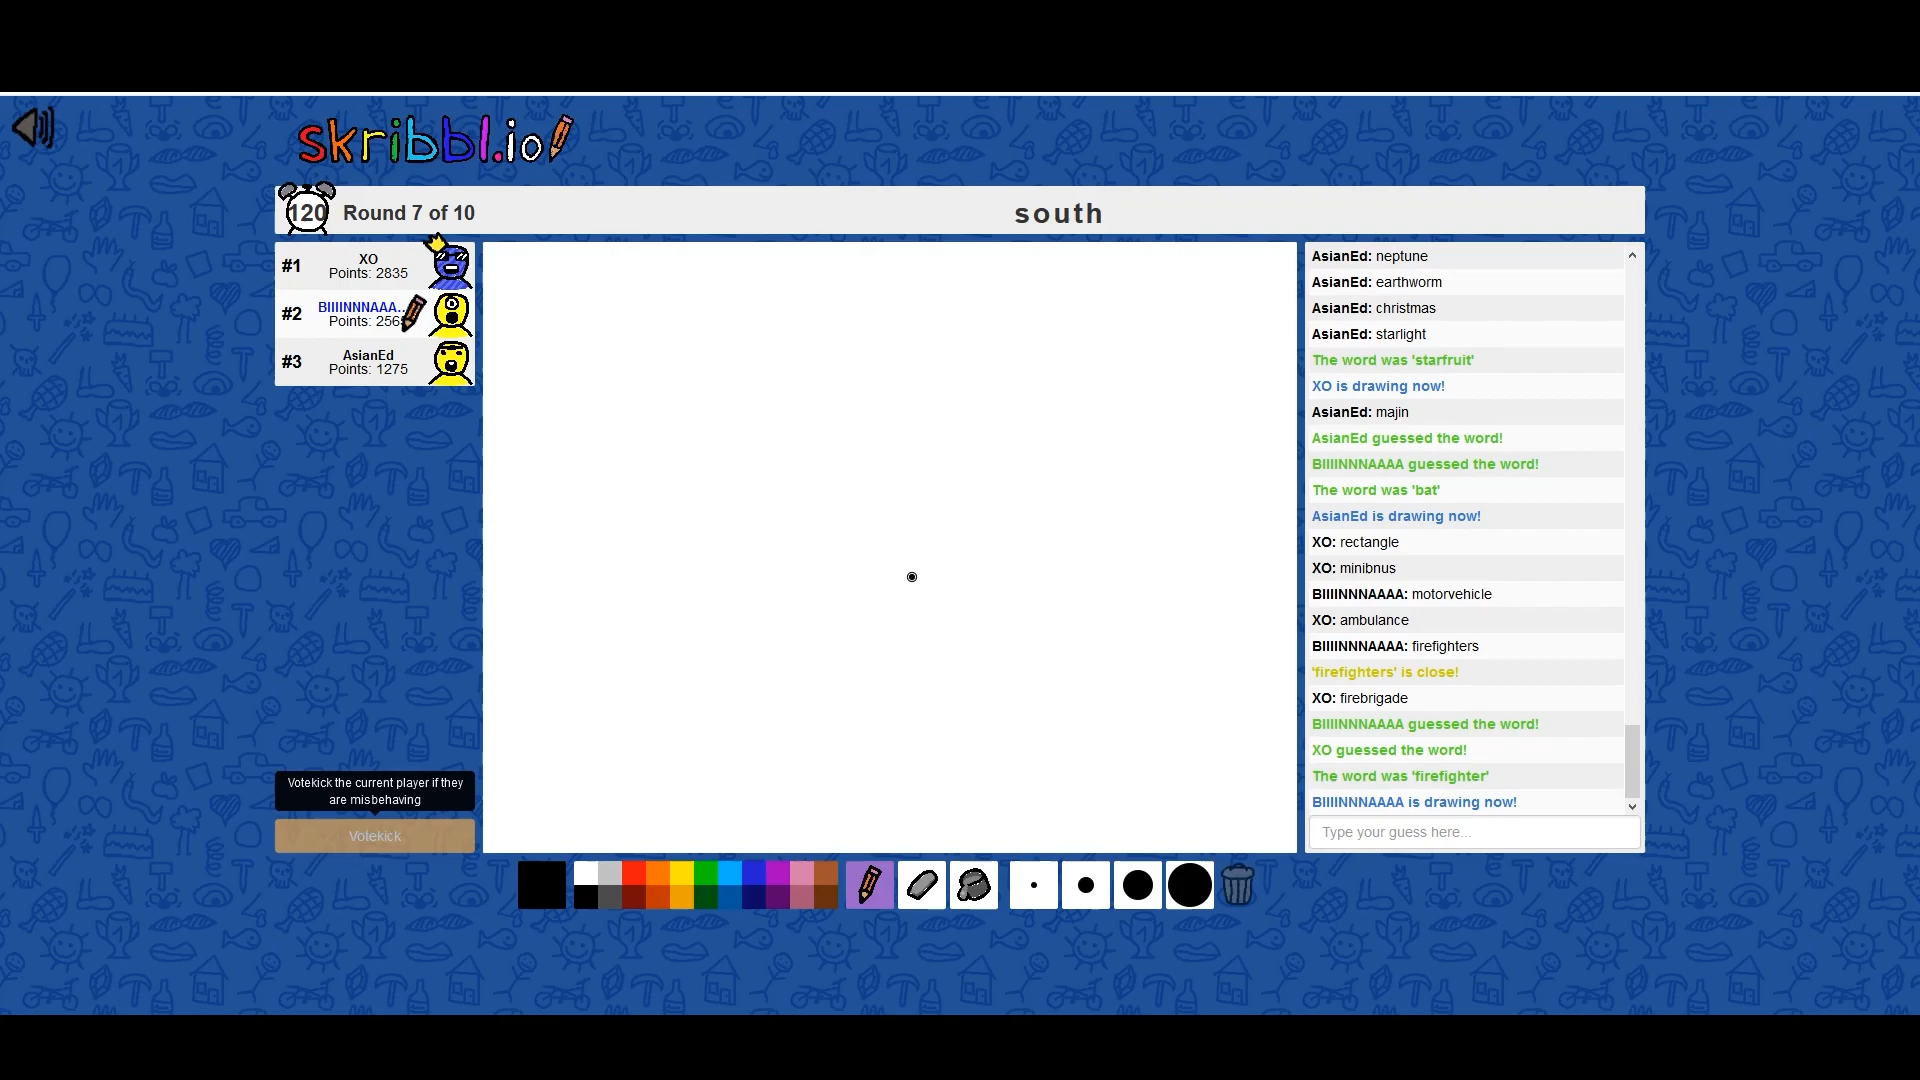 skribbl.io
120 Round 7 of 10
south
#1 XO
Points: 2835
#2 BIIIINNNAAA...
Points: 256
#3 AsianEd
Points: 1275
AsianEd: neptune
AsianEd: earthworm
AsianEd: christmas
AsianEd: starlight
The word was 'starfruit'
XO is drawing now!
AsianEd: majin
AsianEd guessed the word!
BIIIINNNAAAA guessed the word!
The word was 'bat'
AsianEd is drawing now!
XO: rectangle
XO: minibnus
BIIIINNNAAAA: motorvehicle
XO: ambulance
BIIIINNNAAAA: firefighters
'firefighters' is close!
XO: firebrigade
BIIIINNNAAAA guessed the word!
XO guessed the word!
The word was 'firefighter'
BIIIINNNAAAA is drawing now!
Type your guess here...
Votekick the current player if they
are misbehaving
Votekick